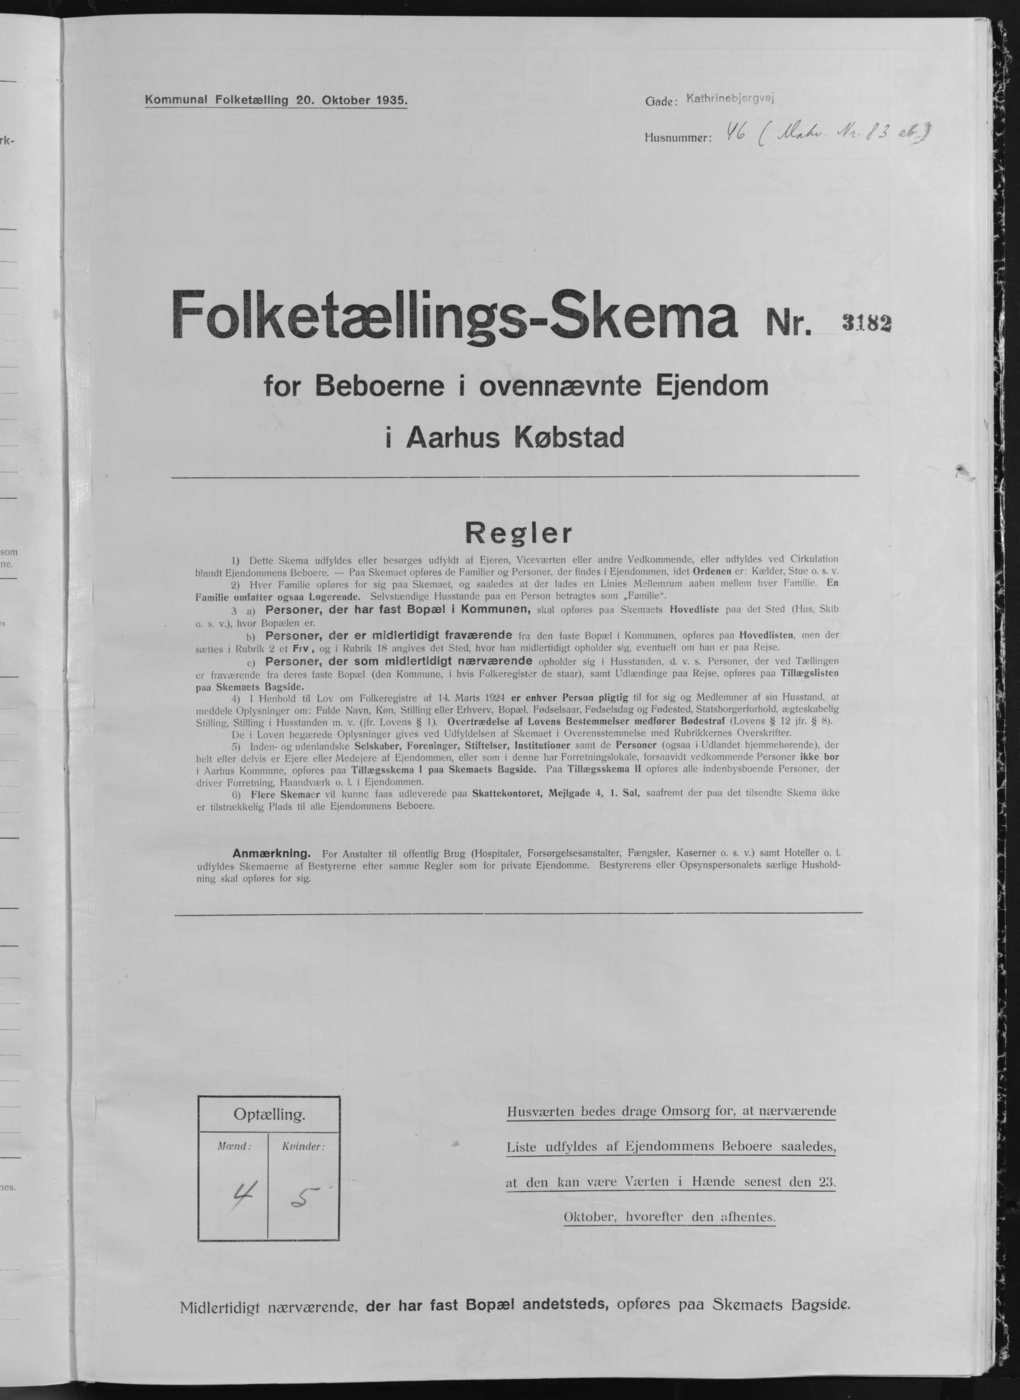 Kommunal Folketælling 20. Oktober 1935.
Gade: Kathrinebjergvej
Husnummer: 46 ( Matr. Nr. 83 ab.)
Folketællings-Skema Nr. 3182
for Beboerne i ovennævnte Ejendom
i Aarhus Købstad
Regler
1) Dette Skema udfyldes eller besørges udfyldt af Ejeren, Viceværten eller andre Vedkommende, eller udfyldes ved Cirkulation
blandt Ejendommens Beboere. — Paa Skemaet opføres de Familier og Personer, der findes i Ejendommen, idet Ordenen er: Kælder, Stue o. s. v.
2) Hver Familie opføres for sig paa Skemaet, og saaledes at der lades en Linies Mellemrum aaben mellem hver Familie. En
Familie omfatter ogsaa Logerende. Selvstændige Husstande paa en Person betragtes som „Familie“.
3 a) Personer, der har fast Bopæl i Kommunen, skal opføres paa Skemaets Hovedliste paa det Sted (Hus, Skib
o. s. v.), hvor Bopælen er.
b) Personer, der er midlertidigt fraværende fra den faste Bopæl i Kommunen, opføres paa Hovedlisten, men der
sættes i Rubrik 2 et Frv, og i Rubrik 18 angives det Sted, hvor han midlertidigt opholder sig, eventuelt om han er paa Rejse.
c) Personer, der som midlertidigt nærværende opholder sig i Husstanden, d. v. s. Personer, der ved Tællingen
er fraværende fra deres faste Bopæl (den Kommune, i hvis Folkeregister de staar), samt Udlændinge paa Rejse, opføres paa Tillægslisten
paa Skemaets Bagside.
4) I Henhold til Lov om Folkeregistre af 14. Marts 1924 er enhver Person pligtig til for sig og Medlemmer af sin Husstand, at
meddele Oplysninger om: Fulde Navn, Køn, Stilling eller Erhverv, Bopæl, Fødselsaar, Fødselsdag og Fødested, Statsborgerforhold, ægteskabelig
Stilling, Stilling i Husstanden m. v. (jfr. Lovens § 1). Overtrædelse af Lovens Bestemmelser medfører Bødestraf (Lovens § 12 jfr. § 8).
De i Loven begærede Oplysninger gives ved Udfyldelsen af Skemaet i Overensstemmelse med Rubrikkernes Overskrifter.
5) Inden- og udenlandske Selskaber, Foreninger, Stiftelser, Institutioner samt de Personer (ogsaa i Udlandet hjemmehørende), der
helt eller delvis er Ejere eller Medejere af Ejendommen, eller som i denne har Forretningslokale, forsaavidt vedkommende Personer ikke bor
i Aarhus Kommune, opføres paa Tillægsskema I paa Skemaets Bagside. Paa Tillægsskema II opføres alle indenbysboende Personer, der
driver Forretning, Haandværk o. l. i Ejendommen.
6) Flere Skemaer vil kunne faas udleverede paa Skattekontoret, Mejlgade 4, 1. Sal, saafremt der paa det tilsendte Skema ikke
er tilstrækkelig Plads til alle Ejendommens Beboere.
Anmærkning. For Anstalter til offentlig Brug (Hospitaler, Forsørgelsesanstalter, Fængsler, Kaserner o. s. v.) samt Hoteller o. l.
udfyldes Skemaerne af Bestyrerne efter samme Regler som for private Ejendomme. Bestyrerens eller Opsynspersonalets særlige Hushold-
ning skal opføres for sig.
Optælling.
Mænd: Kvinder:
4 5
Husværten bedes drage Omsorg for, at nærværende
Liste udfyldes af Ejendommens Beboere saaledes,
at den kan være Værten i Hænde senest den 23.
Oktober, hvorefter den afhentes.
Midlertidigt nærværende, der har fast Bopæl andetsteds, opføres paa Skemaets Bagside.